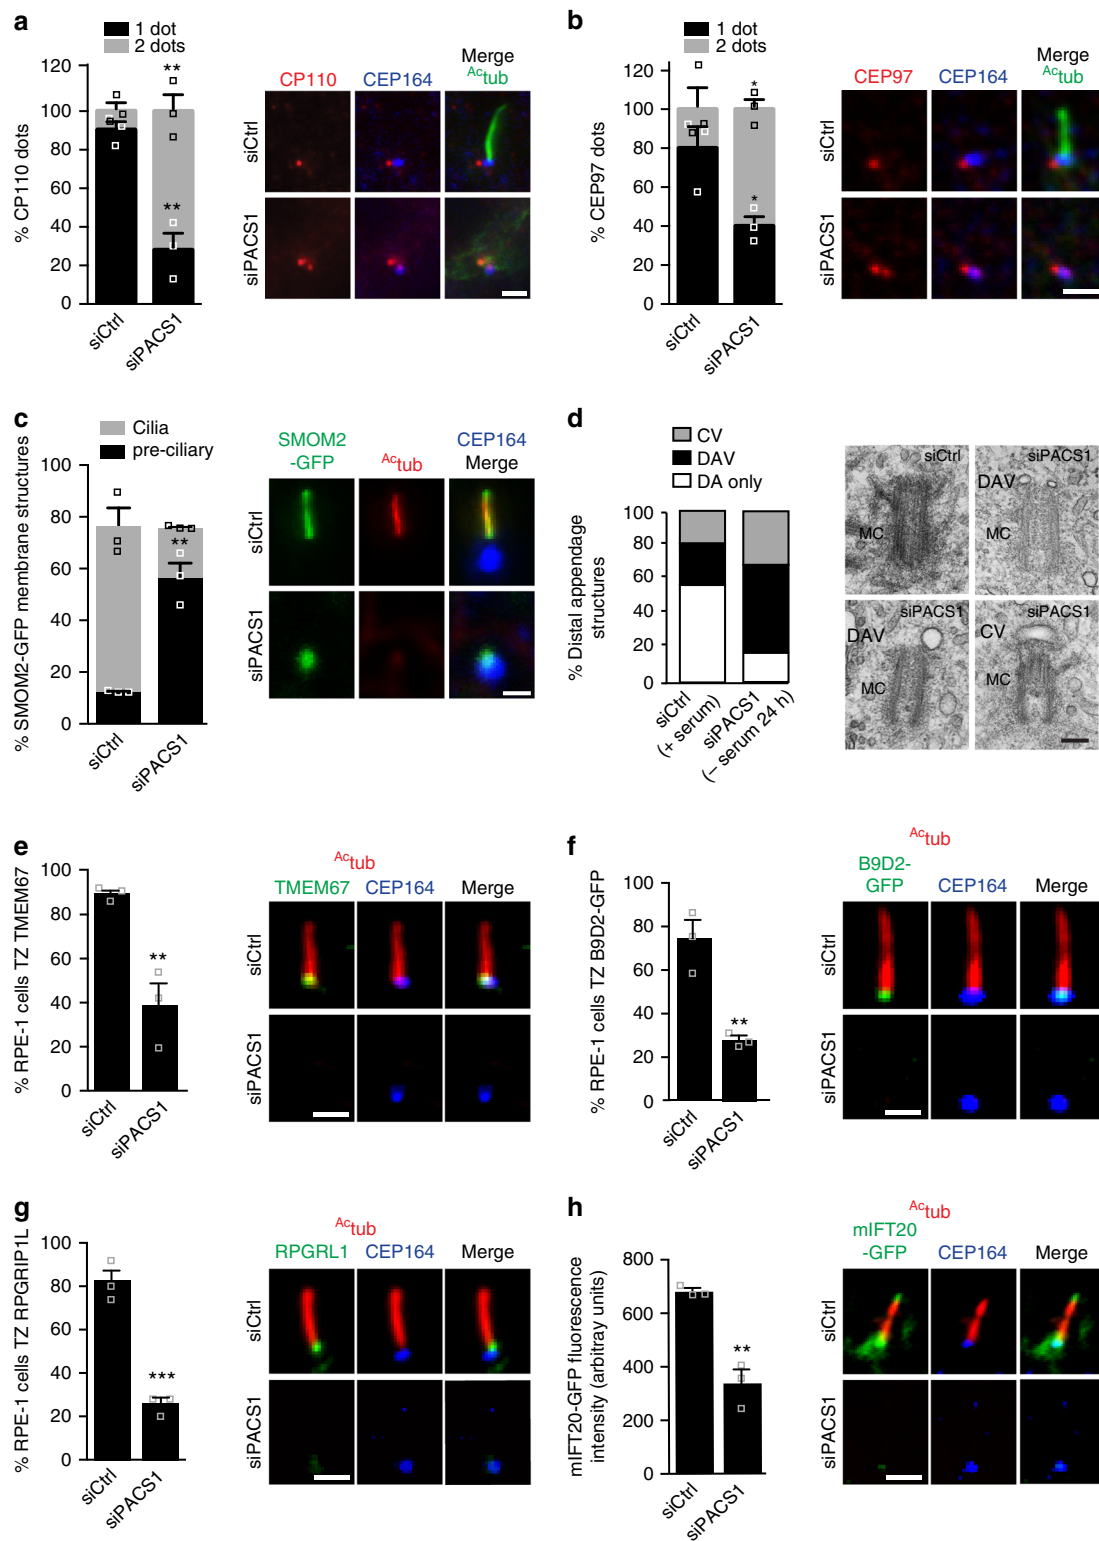 a
1 dot
2 dots
% CP110 dots
120
100
80
60
40
20
0
**
**
siCtrl
siPACS1
CP110
CEP164
Merge
Actub
siCtrl
siPACS1
b
1 dot
2 dots
% CEP97 dots
120
100
80
60
40
20
0
*
*
siCtrl
siPACS1
CEP97
CEP164
Merge
Actub
siCtrl
siPACS1
c
Cilia
pre-ciliary
% SMOM2-GFP membrane structures
100
80
60
40
20
0
**
siCtrl
siPACS1
SMOM2
-GFP
Actub
CEP164
Merge
siCtrl
siPACS1
d
CV
DAV
DA only
% Distal appendage
structures
100
80
60
40
20
0
siCtrl
(+ serum)
siPACS1
(– serum 24 h)
siCtrl
MC
siPACS1
DAV
MC
siPACS1
DAV
MC
siPACS1
CV
MC
e
% RPE-1 cells TZ TMEM67
100
80
60
40
20
0
**
siCtrl
siPACS1
Actub
TMEM67
CEP164
Merge
siCtrl
siPACS1
f
% RPE-1 cells TZ B9D2-GFP
100
80
60
40
20
0
**
siCtrl
siPACS1
Actub
B9D2-
GFP
CEP164
Merge
siCtrl
siPACS1
g
% RPE-1 cells TZ RPGRIP1L
100
80
60
40
20
0
***
siCtrl
siPACS1
Actub
RPGRL1
CEP164
Merge
siCtrl
siPACS1
h
mIFT20-GFP fluorescence
intensity (arbitray units)
800
600
400
200
0
**
siCtrl
siPACS1
Actub
mIFT20
-GFP
CEP164
Merge
siCtrl
siPACS1